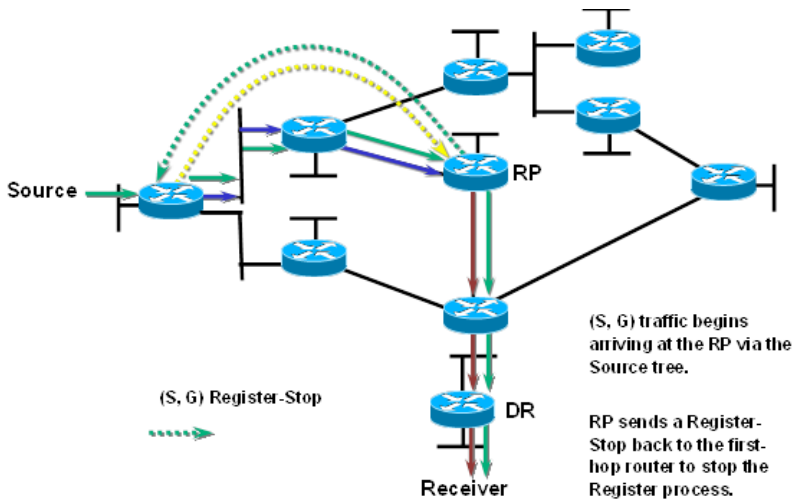 RP
Source
(S, G) traffic begins
arriving at the RP via the
Source tree.
(S, G) Register-Stop
DR
RP sends a Register-
Stop back to the first-
hop router to stop the
Register process.
Receiver